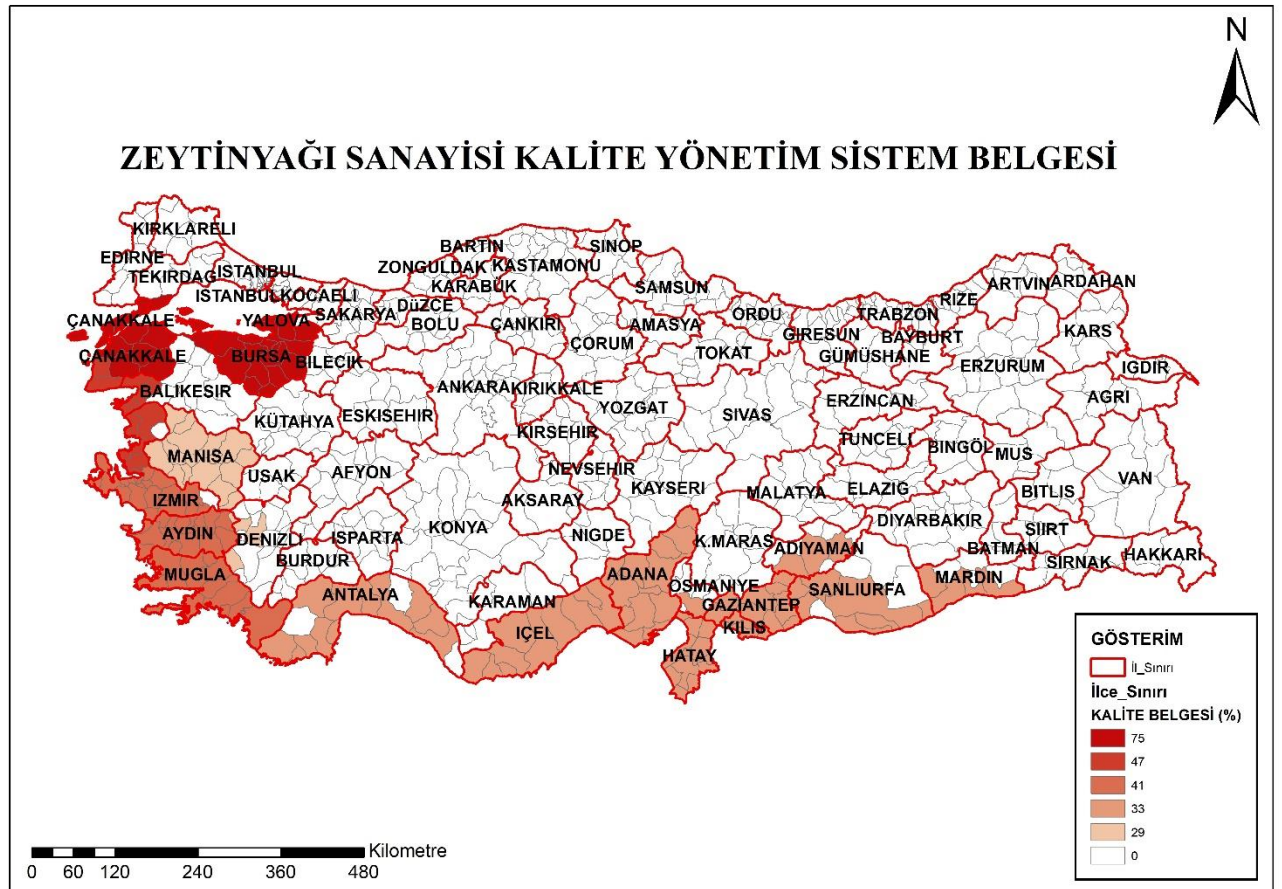 N
ZEYTİNYAĞI SANAYİSİ KALİTE YÖNETİM SİSTEM BELGESİ
KIRKLARELI
EDIRNE
TEKIRDAG
ISTANBUL
ISTANBUL
KOCAELI
YALOVA
SAKARYA
ÇANAKKALE
ÇANAKKALE
BURSA
BILECIK
BALIKESIR
BARTIN
ZONGULDAK
KASTAMONU
KARABÜK
SINOP
DüZCE
BOLU
ÇANKIRI
SAMSUN
AMASYA
ÇORUM
ORDU
TOKAT
GIRESUN
TRABZON
RIZE
ARTVIN
ARDAHAN
BAYBURT
GÜMÜSHANE
KARS
ERZURUM
IGDIR
AGRI
ANKARA
KIRIKKALE
YOZGAT
SIVAS
ERZINCAN
KÜTAHYA
ESKISEHIR
KIRSEHIR
TUNCELI
BINGÖL
MUS
VAN
MANISA
USAK
AFYON
NEVSEHIR
KAYSERI
MALATYA
ELAZIG
BITLIS
IZMIR
AKSARAY
KONYA
DIYARBAKIR
SIIRT
AYDIN
DENIZLI
ISPARTA
BURDUR
NIGDE
K.MARAS
ADIYAMAN
BATMAN
SIRNAK
HAKKARI
MUGLA
ANTALYA
KARAMAN
ADANA
OSMANIYE
GAZIANTEP
SANLIURFA
MARDIN
IÇEL
KILIS
HATAY
GÖSTERİM
İl_Sınırı
İlce_Sınırı
KALİTE BELGESİ (%)
75
47
41
33
29
0
Kilometre
0 60 120 240 360 480